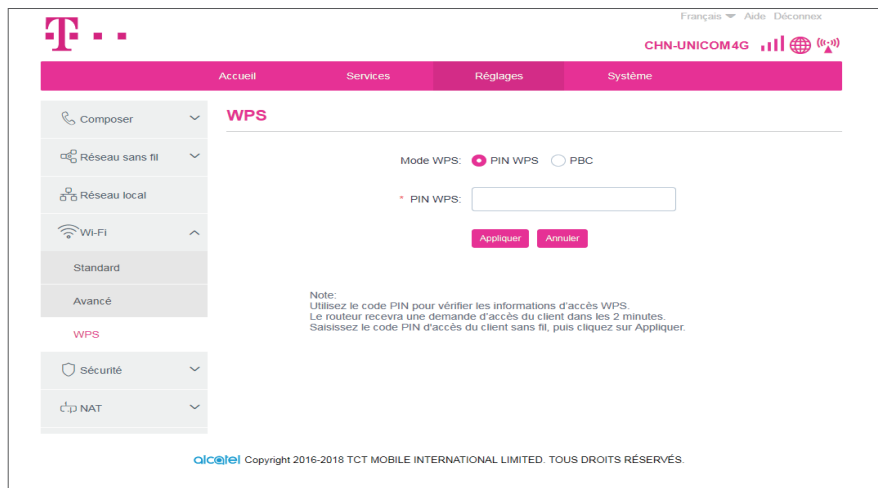 Français Aide Déconnex
T
CHN-UNICOM 4G
Accueil Services Réglages Système
Composer
Réseau sans fil
Réseau local
Wi-Fi
Standard
Avancé
WPS
Sécurité
NAT
WPS
Mode WPS: PIN WPS PBC
* PIN WPS:
Appliquer Annuler
Note:
Utilisez le code PIN pour vérifier les informations d'accès WPS.
Le routeur recevra une demande d'accès du client dans les 2 minutes.
Saisissez le code PIN d'accès du client sans fil, puis cliquez sur Appliquer.
alcatel Copyright 2016-2018 TCT MOBILE INTERNATIONAL LIMITED. TOUS DROITS RÉSERVÉS.